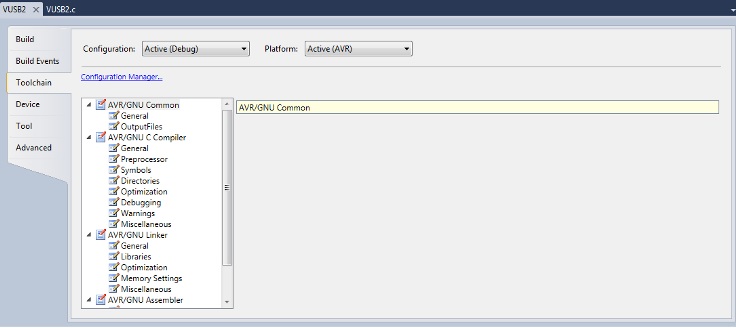 VUSB2
VUSB2.c
Build
Build Events
Toolchain
Device
Tool
Advanced
Configuration: Active (Debug) Platform: Active (AVR)
Configuration Manager...
AVR/GNU Common
General
OutputFiles
AVR/GNU C Compiler
General
Preprocessor
Symbols
Directories
Optimization
Debugging
Warnings
Miscellaneous
AVR/GNU Linker
General
Libraries
Optimization
Memory Settings
Miscellaneous
AVR/GNU Assembler
AVR/GNU Common